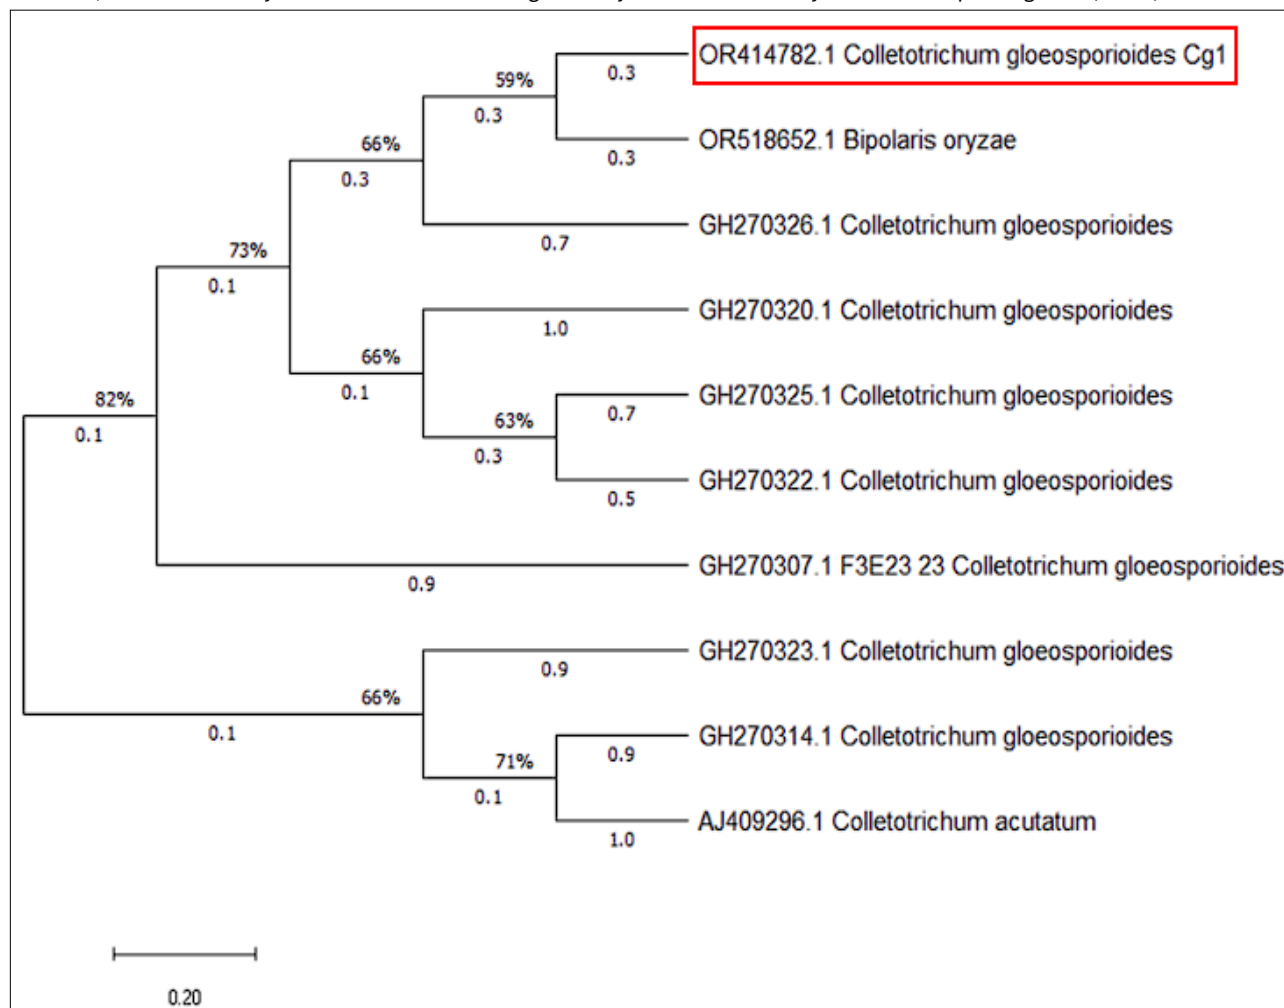 OR414782.1 Colletotrichum gloeosporioides Cg1
0.3
59%
0.3
OR518652.1 Bipolaris oryzae
0.3
66%
0.3
GH270326.1 Colletotrichum gloeosporioides
0.7
73%
0.1
GH270320.1 Colletotrichum gloeosporioides
1.0
66%
0.1
GH270325.1 Colletotrichum gloeosporioides
0.7
82%
0.1
63%
0.3
GH270322.1 Colletotrichum gloeosporioides
0.5
GH270307.1 F3E23 23 Colletotrichum gloeosporioides
0.9
GH270323.1 Colletotrichum gloeosporioides
0.9
66%
0.1
GH270314.1 Colletotrichum gloeosporioides
0.9
71%
0.1
AJ409296.1 Colletotrichum acutatum
1.0
0.20